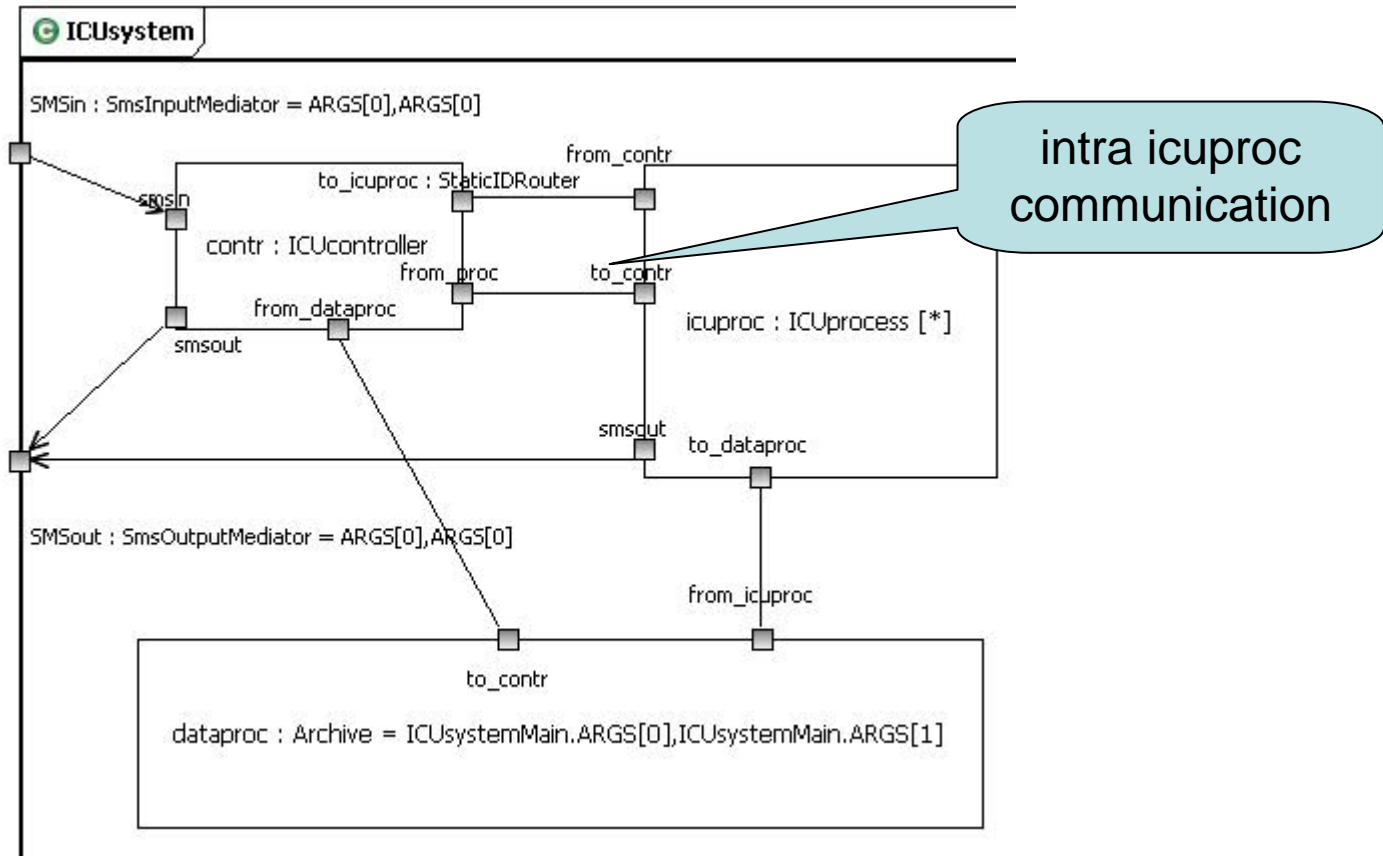 ICUsystem
SMSin : SmsInputMediator = ARGS[0],ARGS[0]
intra icuproc
communication
from_contr
to_icuproc : StaticIDRouter
smsin
contr : ICUcontroller
from_proc
to_contr
from_dataproc
icuproc : ICUprocess [*]
smsout
smsout
to_dataproc
SMSout : SmsOutputMediator = ARGS[0],ARGS[0]
from_icuproc
to_contr
dataproc : Archive = ICUsystemMain.ARGS[0],ICUsystemMain.ARGS[1]